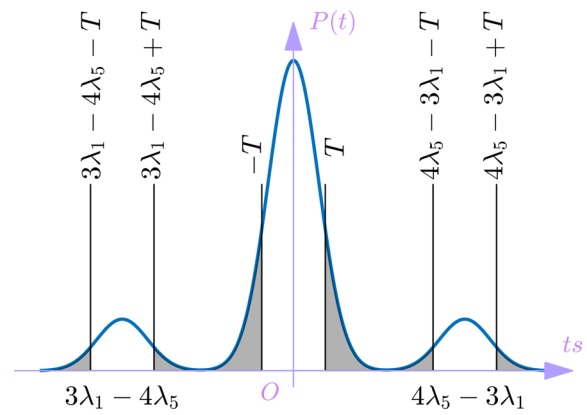 P(t)
3λ₁ − 4λ₅ − T
3λ₁ − 4λ₅ + T
−T
T
4λ₅ − 3λ₁ − T
4λ₅ − 3λ₁ + T
ts
O
3λ₁ − 4λ₅
4λ₅ − 3λ₁